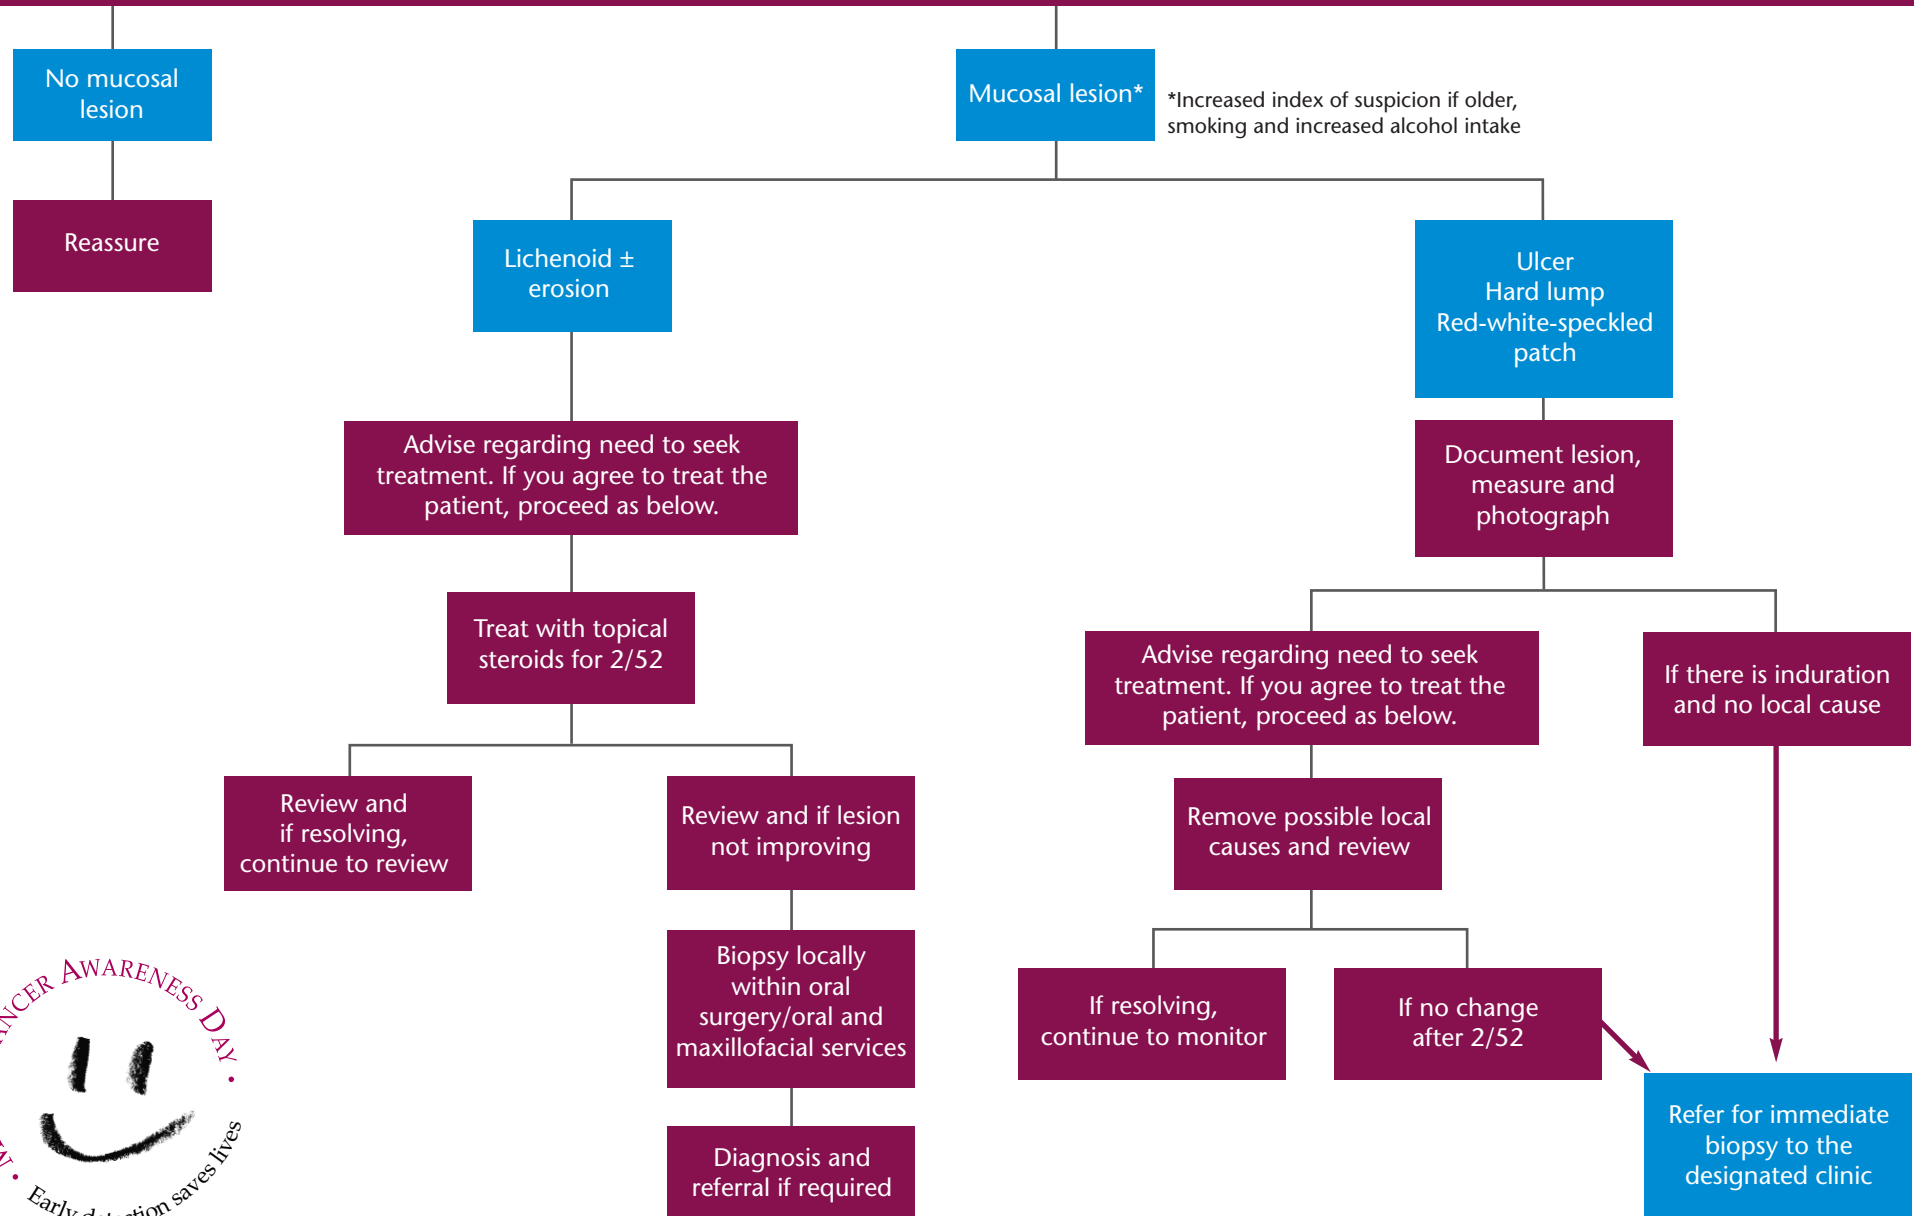 No mucosal
lesion
Mucosal lesion*
*Increased index of suspicion if older,
smoking and increased alcohol intake
Reassure
Lichenoid ±
erosion
Ulcer
Hard lump
Red-white-speckled
patch
Advise regarding need to seek
treatment. If you agree to treat the
patient, proceed as below.
Document lesion,
measure and
photograph
Treat with topical
steroids for 2/52
Advise regarding need to seek
treatment. If you agree to treat the
patient, proceed as below.
If there is induration
and no local cause
Review and
if resolving,
continue to review
Review and if lesion
not improving
Remove possible local
causes and review
Biopsy locally
within oral
surgery/oral and
maxillofacial services
If resolving,
continue to monitor
If no change
after 2/52
Diagnosis and
referral if required
Refer for immediate
biopsy to the
designated clinic
AWARENESS DAY •
Early detection saves lives